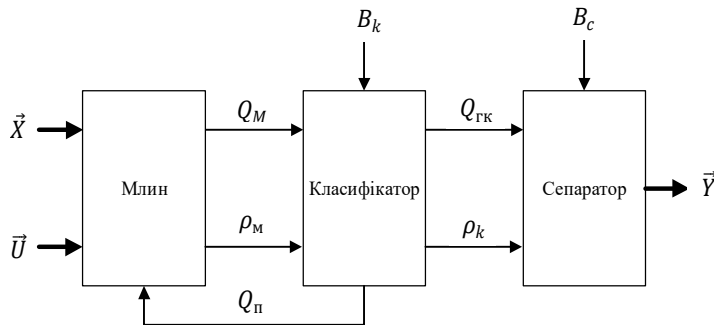 B_k
B_c
Q_M
Q_гк
X⃗
Млин
Класифікатор
Сепаратор
Y⃗
U⃗
ρ_м
ρ_k
Q_п